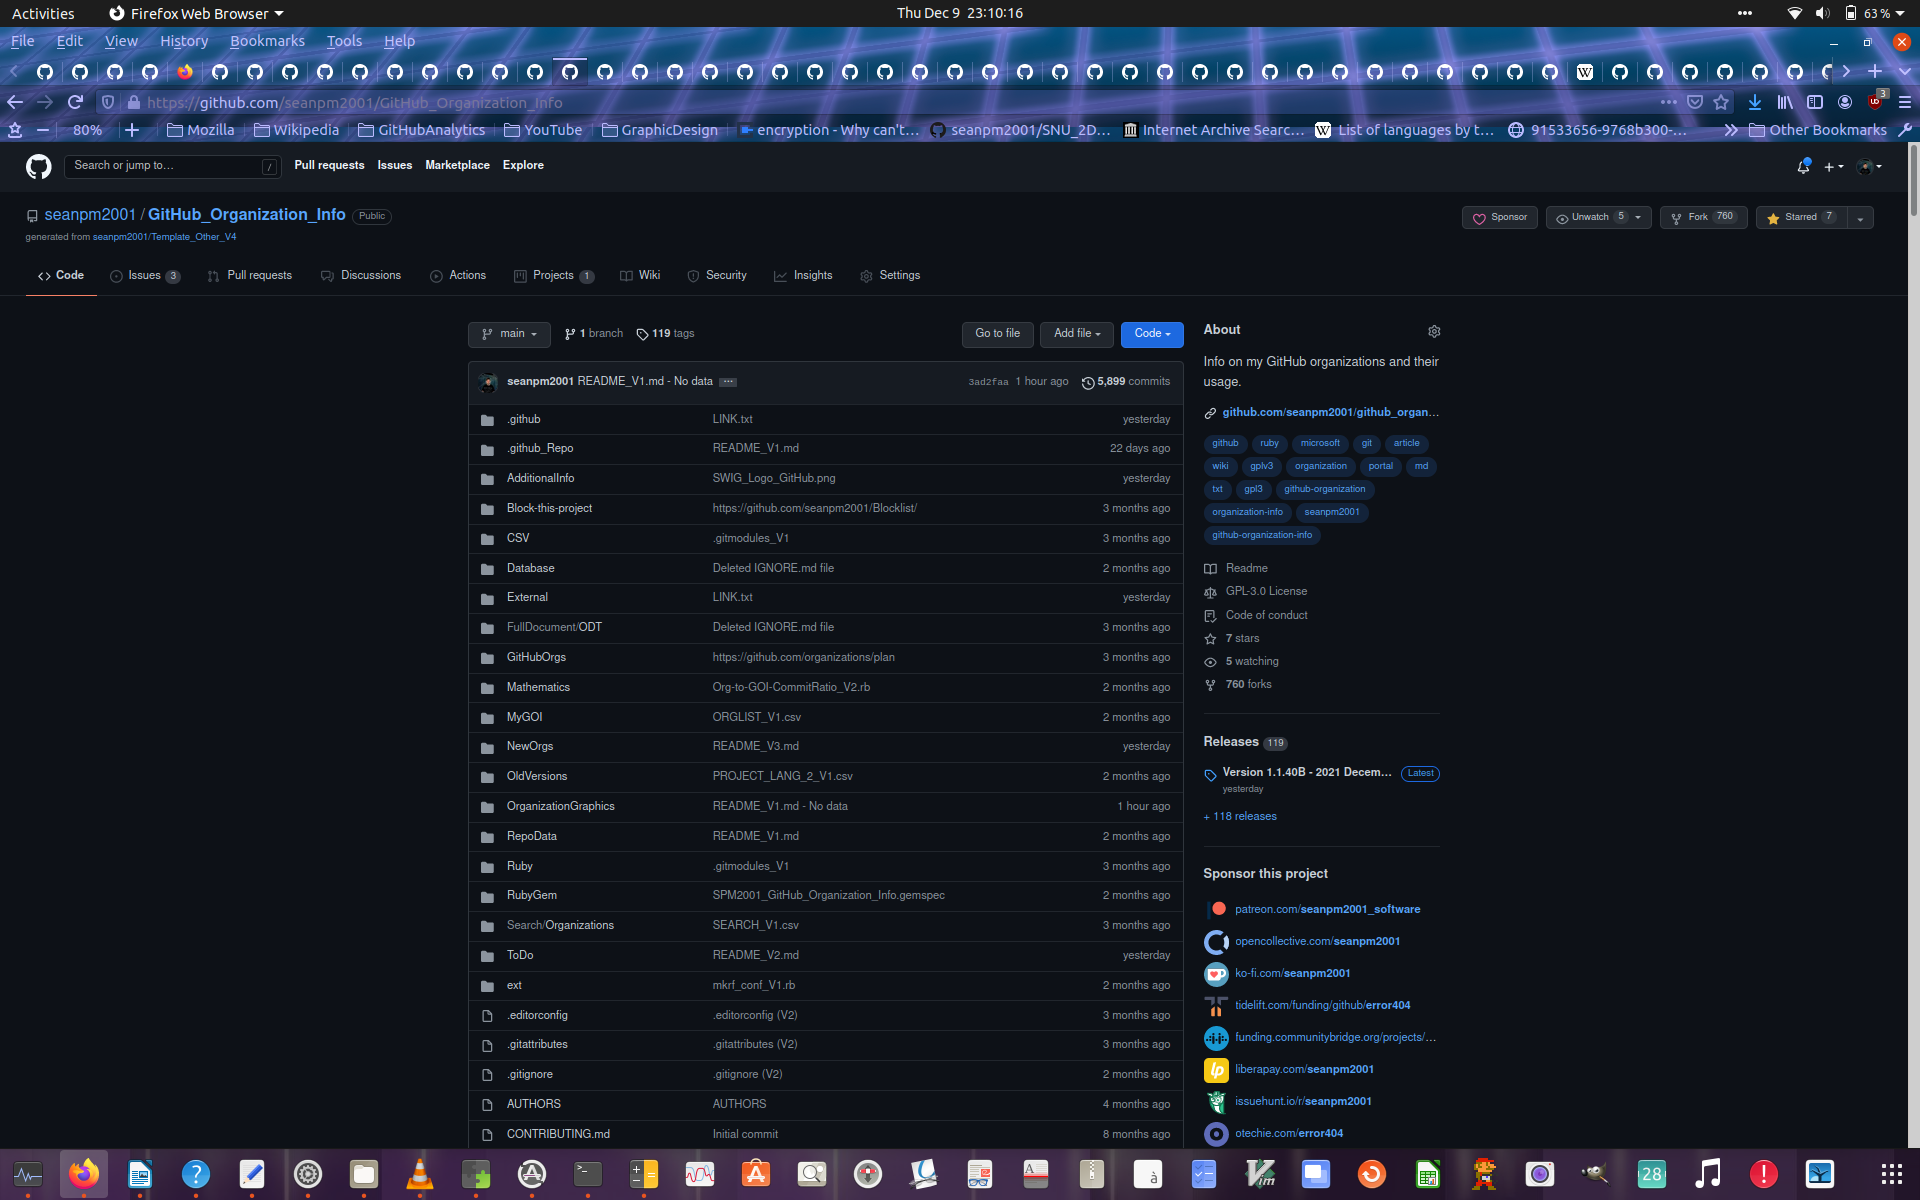 Activities Firefox Web Browser Thu Dec 9 23:10:16 63 %
File Edit View History Bookmarks Tools Help
https://github.com/seanpm2001/GitHub_Organization_Info 3
80% Mozilla Wikipedia GitHubAnalytics YouTube GraphicDesign encryption - Why can't... seanpm2001/SNU_2D... Internet Archive Searc... List of languages by t... 91533656-9768b300-... Other Bookmarks
Search or jump to... / Pull requests Issues Marketplace Explore
seanpm2001 / GitHub_Organization_Info Public Sponsor Unwatch 5 Fork 760 Starred 7
generated from seanpm2001/Template_Other_V4
Code Issues 3 Pull requests Discussions Actions Projects 1 Wiki Security Insights Settings
main 1 branch 119 tags Go to file Add file Code
seanpm2001 README_V1.md - No data ... 3ad2faa 1 hour ago 5,899 commits
.github LINK.txt yesterday
.github_Repo README_V1.md 22 days ago
AdditionalInfo SWIG_Logo_GitHub.png yesterday
Block-this-project https://github.com/seanpm2001/Blocklist/ 3 months ago
CSV .gitmodules_V1 3 months ago
Database Deleted IGNORE.md file 2 months ago
External LINK.txt yesterday
FullDocument/ODT Deleted IGNORE.md file 3 months ago
GitHubOrgs https://github.com/organizations/plan 3 months ago
Mathematics Org-to-GOI-CommitRatio_V2.rb 2 months ago
MyGOI ORGLIST_V1.csv 2 months ago
NewOrgs README_V3.md yesterday
OldVersions PROJECT_LANG_2_V1.csv 2 months ago
OrganizationGraphics README_V1.md - No data 1 hour ago
RepoData README_V1.md 2 months ago
Ruby .gitmodules_V1 3 months ago
RubyGem SPM2001_GitHub_Organization_Info.gemspec 2 months ago
Search/Organizations SEARCH_V1.csv 3 months ago
ToDo README_V2.md yesterday
ext mkrf_conf_V1.rb 2 months ago
.editorconfig .editorconfig (V2) 3 months ago
.gitattributes .gitattributes (V2) 3 months ago
.gitignore .gitignore (V2) 2 months ago
AUTHORS AUTHORS 4 months ago
CONTRIBUTING.md Initial commit 8 months ago
About
Info on my GitHub organizations and their
usage.
github.com/seanpm2001/github_organ...
github ruby microsoft git article
wiki gplv3 organization portal md
txt gpl3 github-organization
organization-info seanpm2001
github-organization-info
Readme
GPL-3.0 License
Code of conduct
7 stars
5 watching
760 forks
Releases 119
Version 1.1.40B - 2021 Decem... Latest
yesterday
+ 118 releases
Sponsor this project
patreon.com/seanpm2001_software
opencollective.com/seanpm2001
ko-fi.com/seanpm2001
tidelift.com/funding/github/error404
funding.communitybridge.org/projects/...
liberapay.com/seanpm2001
issuehunt.io/r/seanpm2001
otechie.com/error404
28